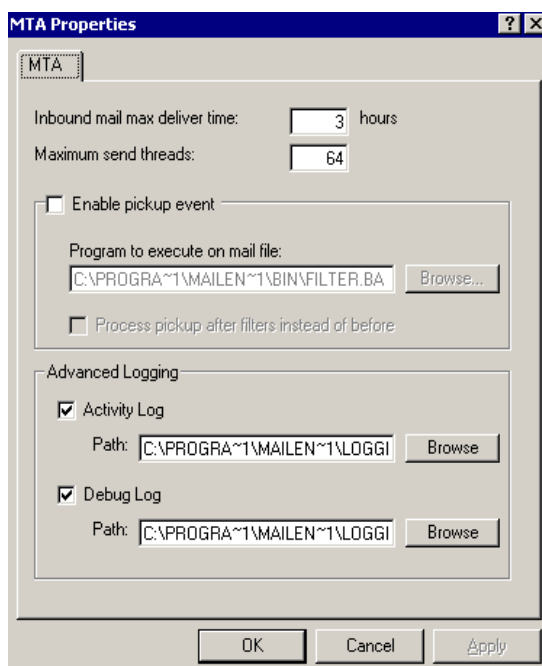 MTA Properties
MTA
Inbound mail max deliver time: 3 hours
Maximum send threads: 64
Enable pickup event
Program to execute on mail file:
C:\PROGRA~1\MAILEN~1\BIN\FILTER.BA Browse...
Process pickup after filters instead of before
Advanced Logging
Activity Log
Path: C:\PROGRA~1\MAILEN~1\LOGGI Browse
Debug Log
Path: C:\PROGRA~1\MAILEN~1\LOGGI Browse
OK Cancel Apply